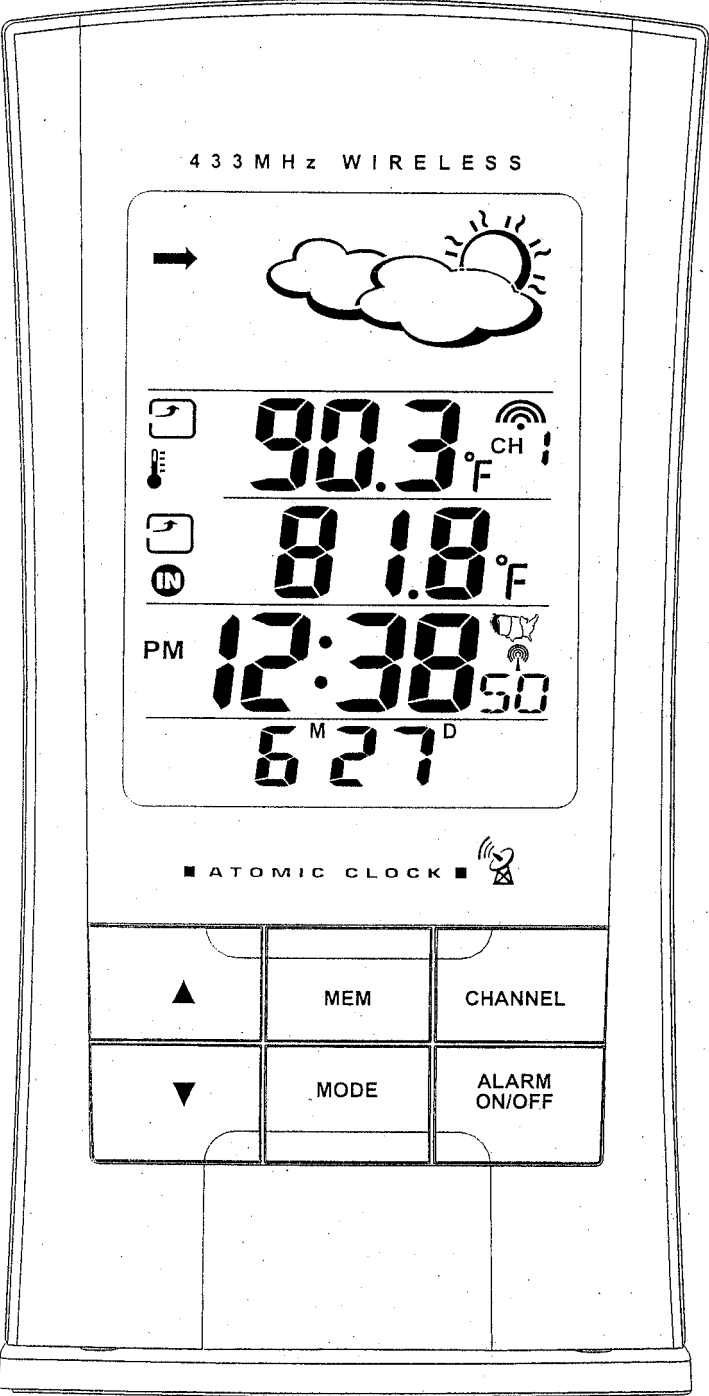 433MHz WIRELESS
90.3 °F CH 1
81.8 °F
IN
PM 12:38 50
6 M 27 D
ATOMIC CLOCK
▲ MEM CHANNEL
▼ MODE ALARM ON/OFF